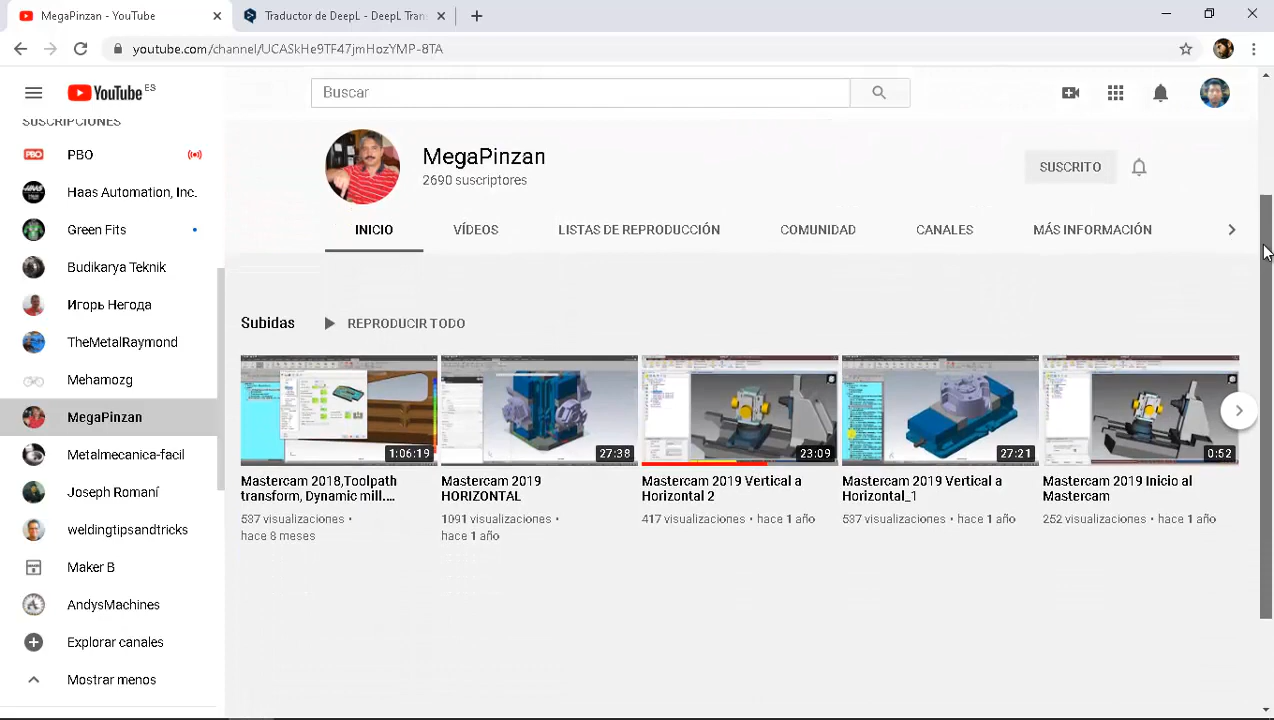 MegaPinzan - YouTube
Traductor de DeepL - DeepL Tran
youtube.com/channel/UCASkHe9TF47jmHozYMP-8TA
YouTube ES
Buscar
SUSCRIPCIONES
PBO
Haas Automation, Inc.
Green Fits
Budikarya Teknik
Игорь Негода
TheMetalRaymond
Mehamozg
MegaPinzan
Metalmecanica facil
Joseph Romaní
weldingtipsandtricks
Maker B
AndysMachines
Explorar canales
Mostrar menos
MegaPinzan
2690 suscriptores
SUSCRITO
INICIO VÍDEOS LISTAS DE REPRODUCCIÓN COMUNIDAD CANALES MÁS INFORMACIÓN
Subidas REPRODUCIR TODO
1:06:19
Mastercam 2018,Toolpath
transform, Dynamic mill....
587 visualizaciones •
hace 8 meses
27:38
Mastercam 2019
HORIZONTAL
1091 visualizaciones •
hace 1 año
23:09
Mastercam 2019 Vertical a
Horizontal 2
417 visualizaciones • hace 1 año
27:21
Mastercam 2019 Vertical a
Horizontal_1
537 visualizaciones • hace 1 año
0:52
Mastercam 2019 Inicio al
Mastercam
252 visualizaciones • hace 1 año